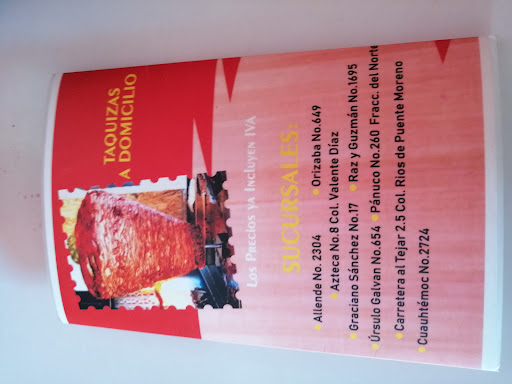 TAQUIZAS
A DOMICILIO
LOS PRECIOS YA INCLUYEN IVA
SUCURSALES:
Allende No. 2304 Orizaba No.649
Azteca No.8 Col. Valente Díaz
Graciano Sánchez No.17 Raz y Guzmán No.1695
Úrsulo Galvan No.654 Pánuco No.260 Fracc. del Norte
Carretera al Tejar 2.5 Col. Rios de Puente Moreno
Cuauhtémoc No.2724